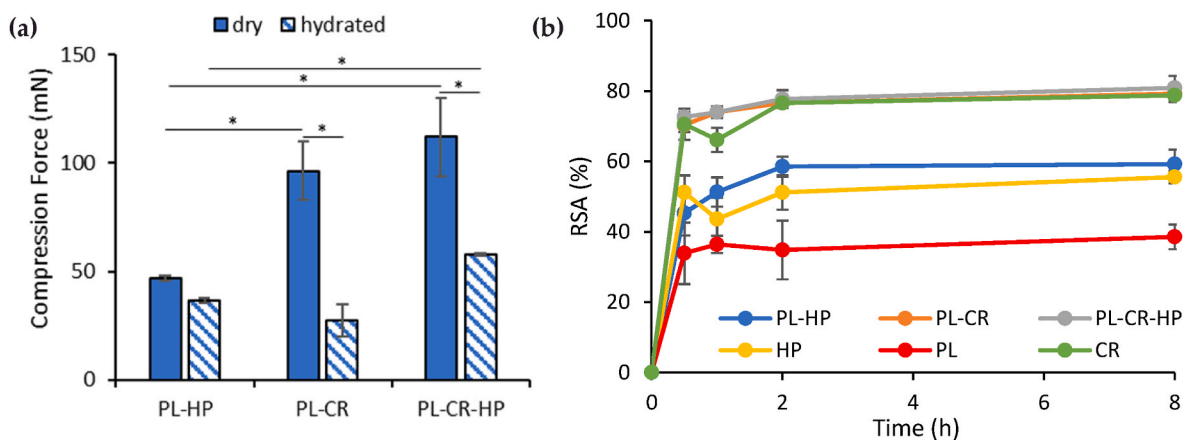 (a)
dry hydrated
Compression Force (mN)
150
100
50
0
* *
* *
* *
PL-HP PL-CR PL-CR-HP
(b)
RSA (%)
100
80
60
40
20
0
PL-HP PL-CR PL-CR-HP
HP PL CR
0 2 4 6 8
Time (h)